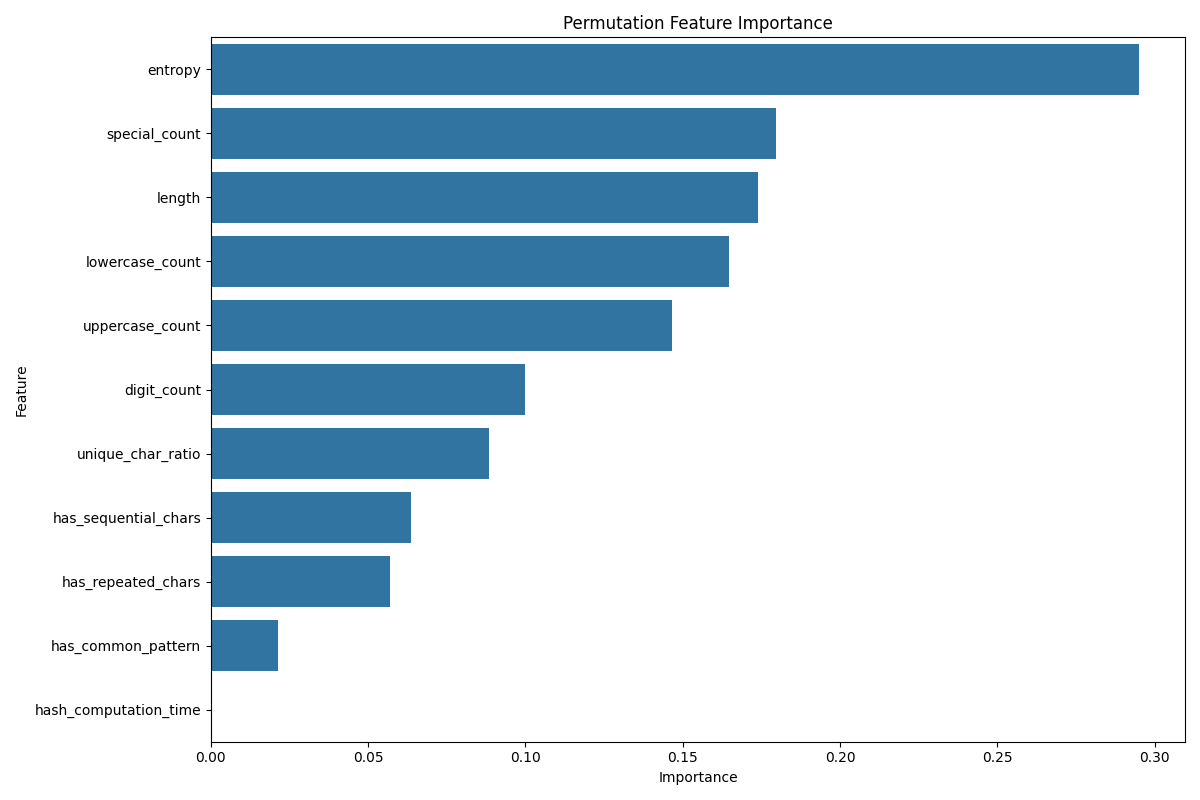 Permutation Feature Importance
Feature
entropy
special_count
length
lowercase_count
uppercase_count
digit_count
unique_char_ratio
has_sequential_chars
has_repeated_chars
has_common_pattern
hash_computation_time
0.00 0.05 0.10 0.15 0.20 0.25 0.30
Importance